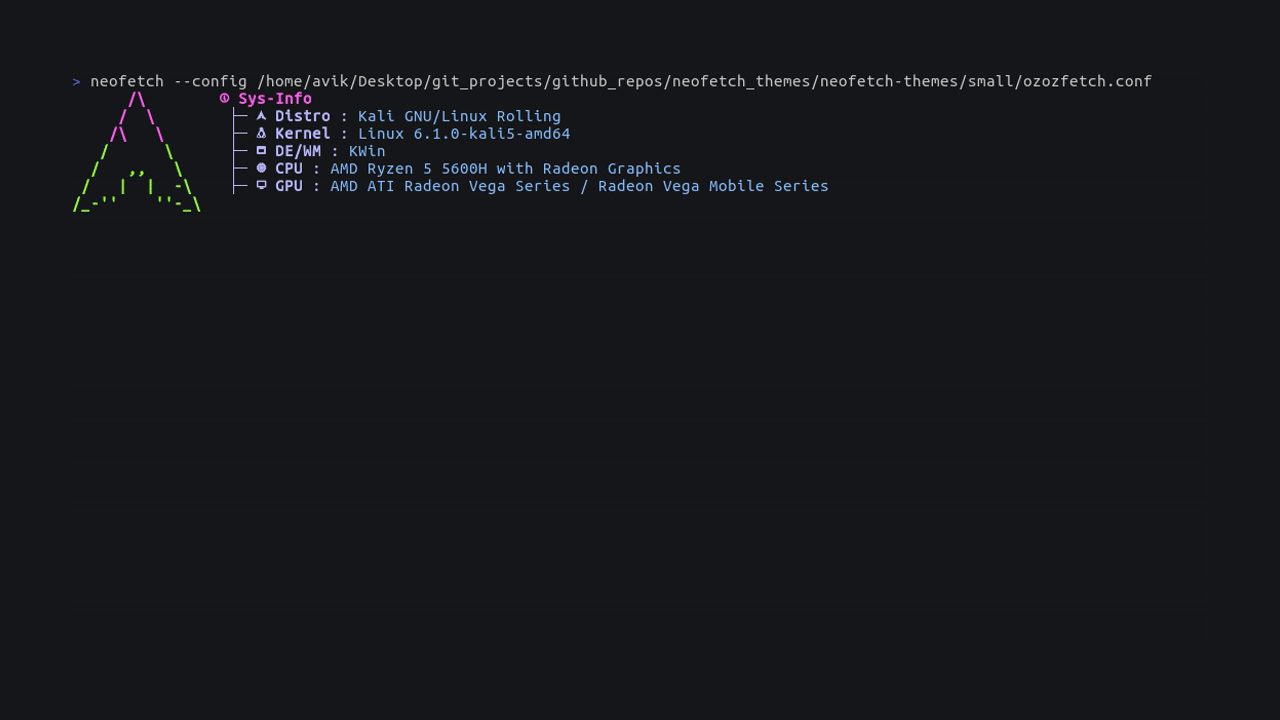 > neofetch --config /home/avik/Desktop/git_projects/github_repos/neofetch_themes/neofetch-themes/small/ozozfetch.conf
Sys-Info
├─ Distro : Kali GNU/Linux Rolling
├─ Kernel : Linux 6.1.0-kali5-amd64
├─ DE/WM : KWin
├─ CPU : AMD Ryzen 5 5600H with Radeon Graphics
├─ GPU : AMD ATI Radeon Vega Series / Radeon Vega Mobile Series